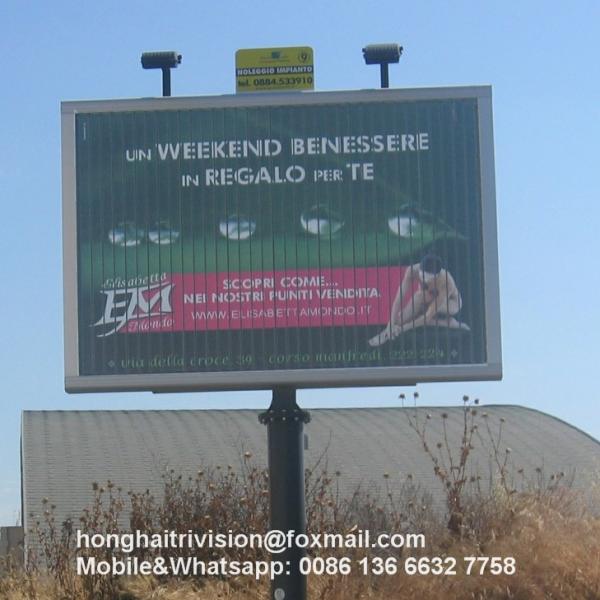 NOLEGGIO IMPIANTO
tel. 0884.533910
UN WEEKEND BENESSERE
IN REGALO PER TE
Elisabetta
EM
Mondo
SCOPRI COME....
NEI NOSTRI PUNTI VENDITA.
WWW.ELISABETTAMONDO.IT
via della croce, 39 - corso manfredi, 222-224
honghaitrivision@foxmail.com
Mobile&Whatsapp: 0086 136 6632 7758